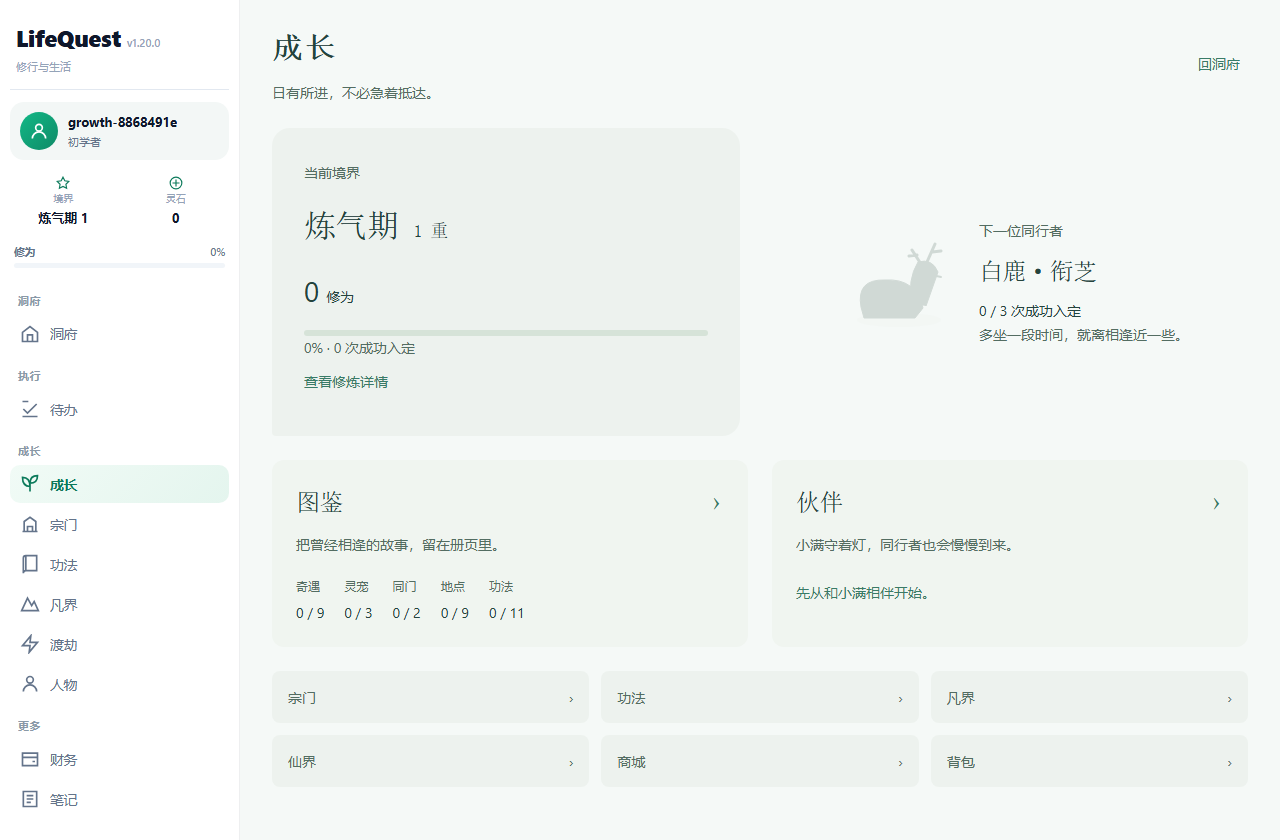 LifeQuest v1.20.0
修行与生活
growth-8868491e
初学者
境界
炼气期 1
灵石
0
修为 0%
洞府
洞府
执行
待办
成长
成长
宗门
功法
凡界
渡劫
人物
更多
财务
笔记
成长
日有所进，不必急着抵达。
回洞府
当前境界
炼气期 1 重
0 修为
0% · 0 次成功入定
查看修炼详情
下一位同行者
白鹿 • 衔芝
0 / 3 次成功入定
多坐一段时间，就离相逢近一些。
图鉴 ›
把曾经相逢的故事，留在册页里。
奇遇 灵宠 同门 地点 功法
0 / 9 0 / 3 0 / 2 0 / 9 0 / 11
伙伴 ›
小满守着灯，同行者也会慢慢到来。
先从和小满相伴开始。
宗门 ›
功法 ›
凡界 ›
仙界 ›
商城 ›
背包 ›